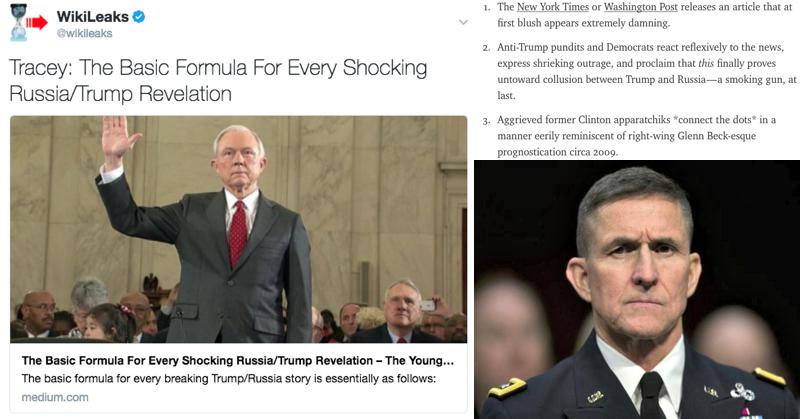 WikiLeaks
@wikileaks
Tracey: The Basic Formula For Every Shocking
Russia/Trump Revelation
The Basic Formula For Every Shocking Russia/Trump Revelation – The Young...
The basic formula for every breaking Trump/Russia story is essentially as follows:
medium.com
1. The New York Times or Washington Post releases an article that at
first blush appears extremely damning.
2. Anti-Trump pundits and Democrats react reflexively to the news,
express shrieking outrage, and proclaim that this finally proves
untoward collusion between Trump and Russia—a smoking gun, at
last.
3. Aggrieved former Clinton apparatchiks *connect the dots* in a
manner eerily reminiscent of right-wing Glenn Beck-esque
prognostication circa 2009.